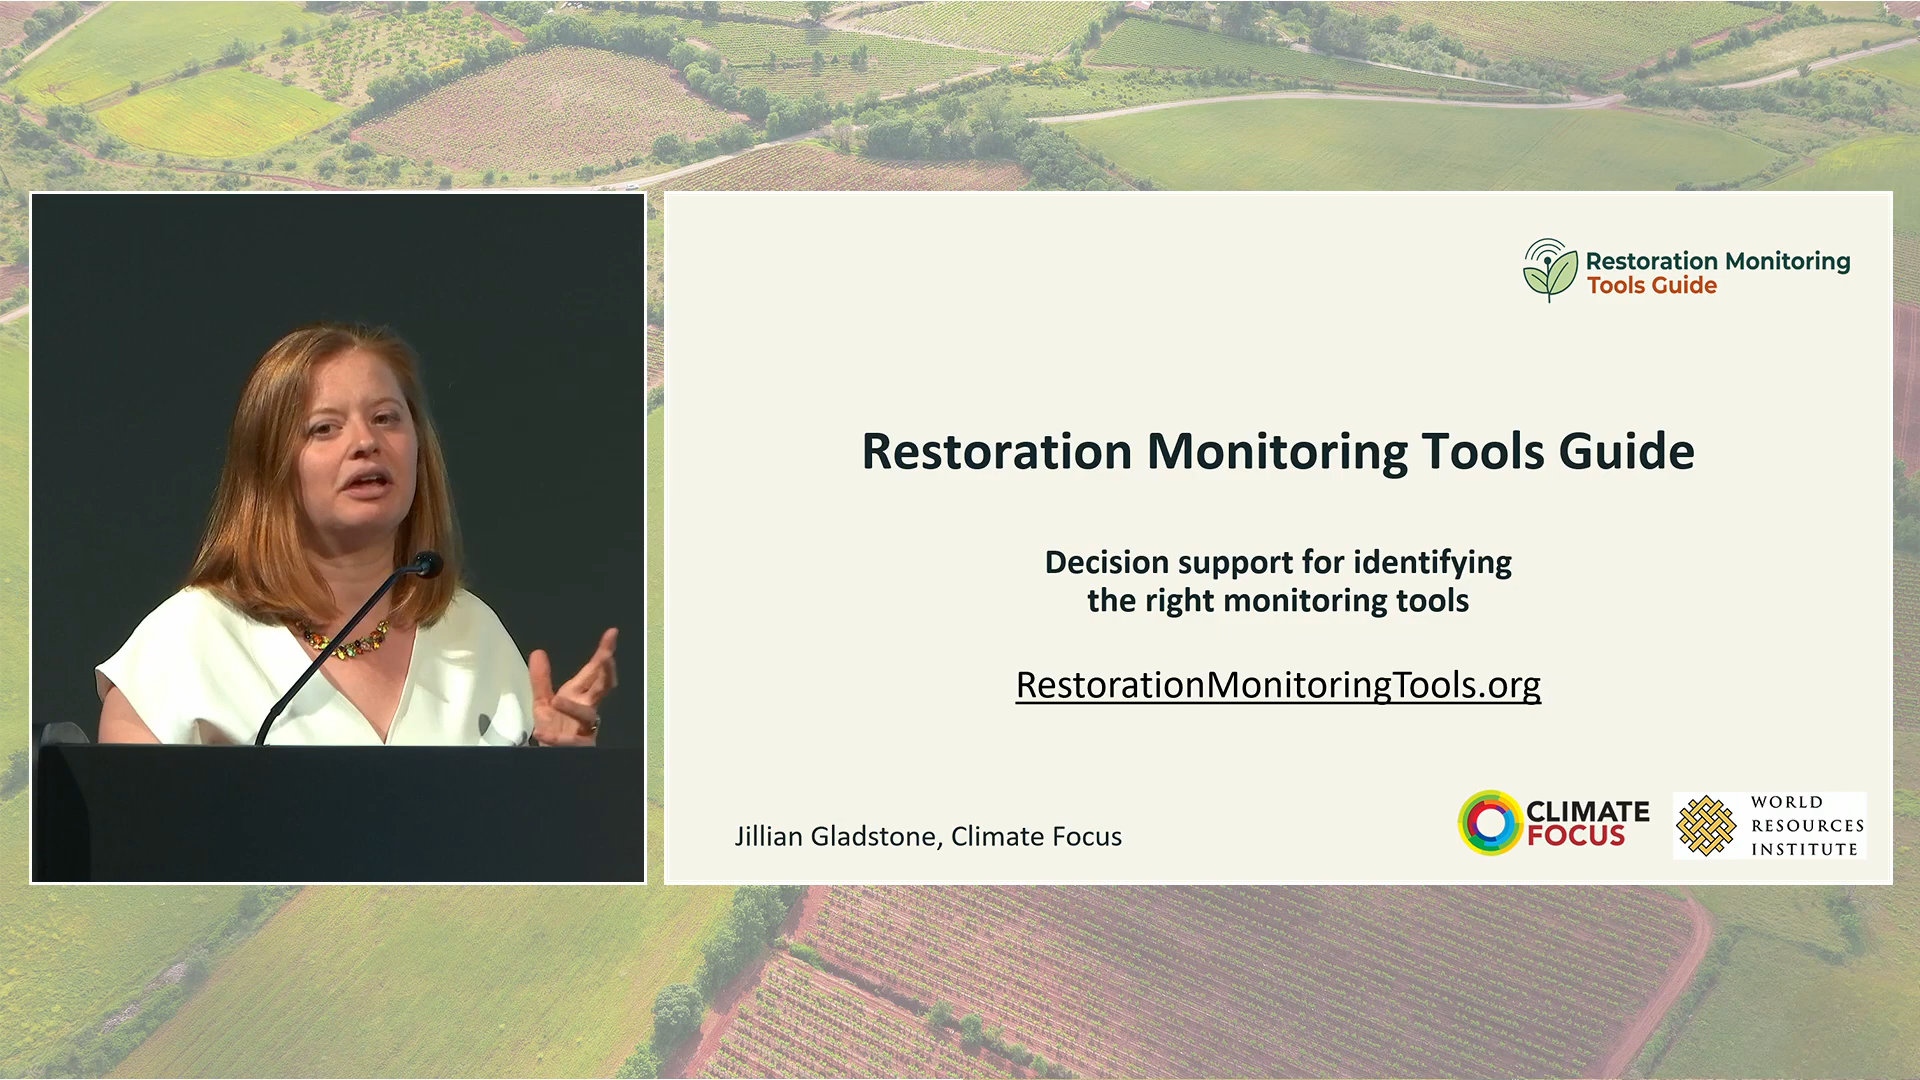 Restoration Monitoring
Tools Guide
Restoration Monitoring Tools Guide
Decision support for identifying
the right monitoring tools
RestorationMonitoringTools.org
Jillian Gladstone, Climate Focus
CLIMATE
FOCUS
WORLD
RESOURCES
INSTITUTE